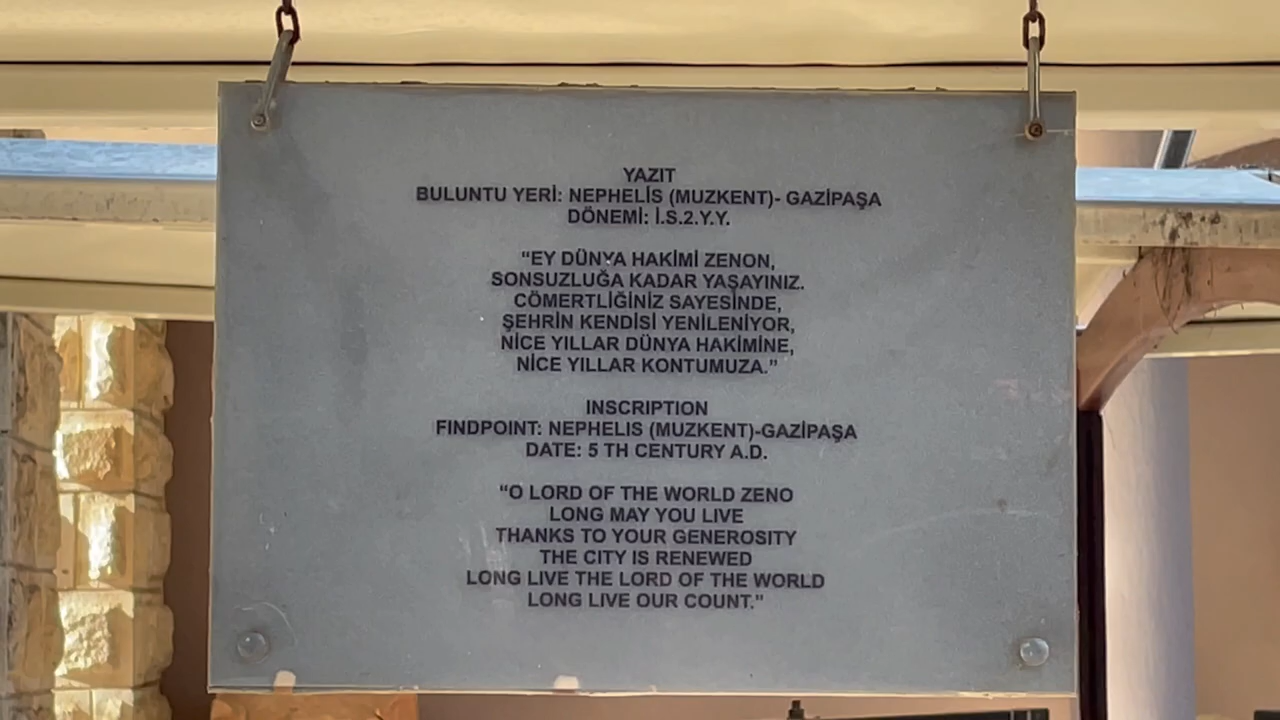 YAZIT
BULUNTU YERİ: NEPHELİS (MUZKENT)- GAZİPAŞA
DÖNEMİ: İ.S.2.Y.Y.
“EY DÜNYA HAKİMİ ZENON,
SONSUZLUĞA KADAR YAŞAYINIZ.
CÖMERTLİĞİNİZ SAYESİNDE,
ŞEHRİN KENDİSİ YENİLENİYOR,
NİCE YILLAR DÜNYA HAKİMİNE,
NİCE YILLAR KONTUMUZA.”
INSCRIPTION
FINDPOINT: NEPHELIS (MUZKENT)-GAZİPAŞA
DATE: 5 TH CENTURY A.D.
“O LORD OF THE WORLD ZENO
LONG MAY YOU LIVE
THANKS TO YOUR GENEROSITY
THE CITY IS RENEWED
LONG LIVE THE LORD OF THE WORLD
LONG LIVE OUR COUNT.”